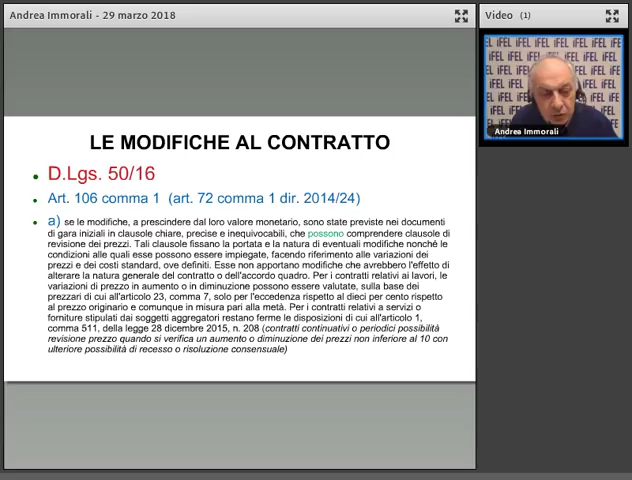 Andrea Immorali - 29 marzo 2018
Video (1)
LE MODIFICHE AL CONTRATTO
• D.Lgs. 50/16
• Art. 106 comma 1 (art. 72 comma 1 dir. 2014/24)
• a) se le modifiche, a prescindere dal loro valore monetario, sono state previste nei documenti
di gara iniziali in clausole chiare, precise e inequivocabili, che possono comprendere clausole di
revisione dei prezzi. Tali clausole fissano la portata e la natura di eventuali modifiche nonché le
condizioni alle quali esse possono essere impiegate, facendo riferimento alle variazioni dei
prezzi e dei costi standard, ove definiti. Esse non apportano modifiche che avrebbero l'effetto di
alterare la natura generale del contratto o dell'accordo quadro. Per i contratti relativi ai lavori, le
variazioni di prezzo in aumento o in diminuzione possono essere valutate, sulla base dei
prezzari di cui all'articolo 23, comma 7, solo per l'eccedenza rispetto al dieci per cento rispetto
al prezzo originario e comunque in misura pari alla metà. Per i contratti relativi a servizi o
forniture stipulati dai soggetti aggregatori restano ferme le disposizioni di cui all'articolo 1,
comma 511, della legge 28 dicembre 2015, n. 208 (contratti continuativi o periodici possibilità
revisione prezzo quando si verifica un aumento o diminuzione dei prezzi non inferiore al 10 con
ulteriore possibilità di recesso o risoluzione consensuale)
iFEL
Andrea Immorali